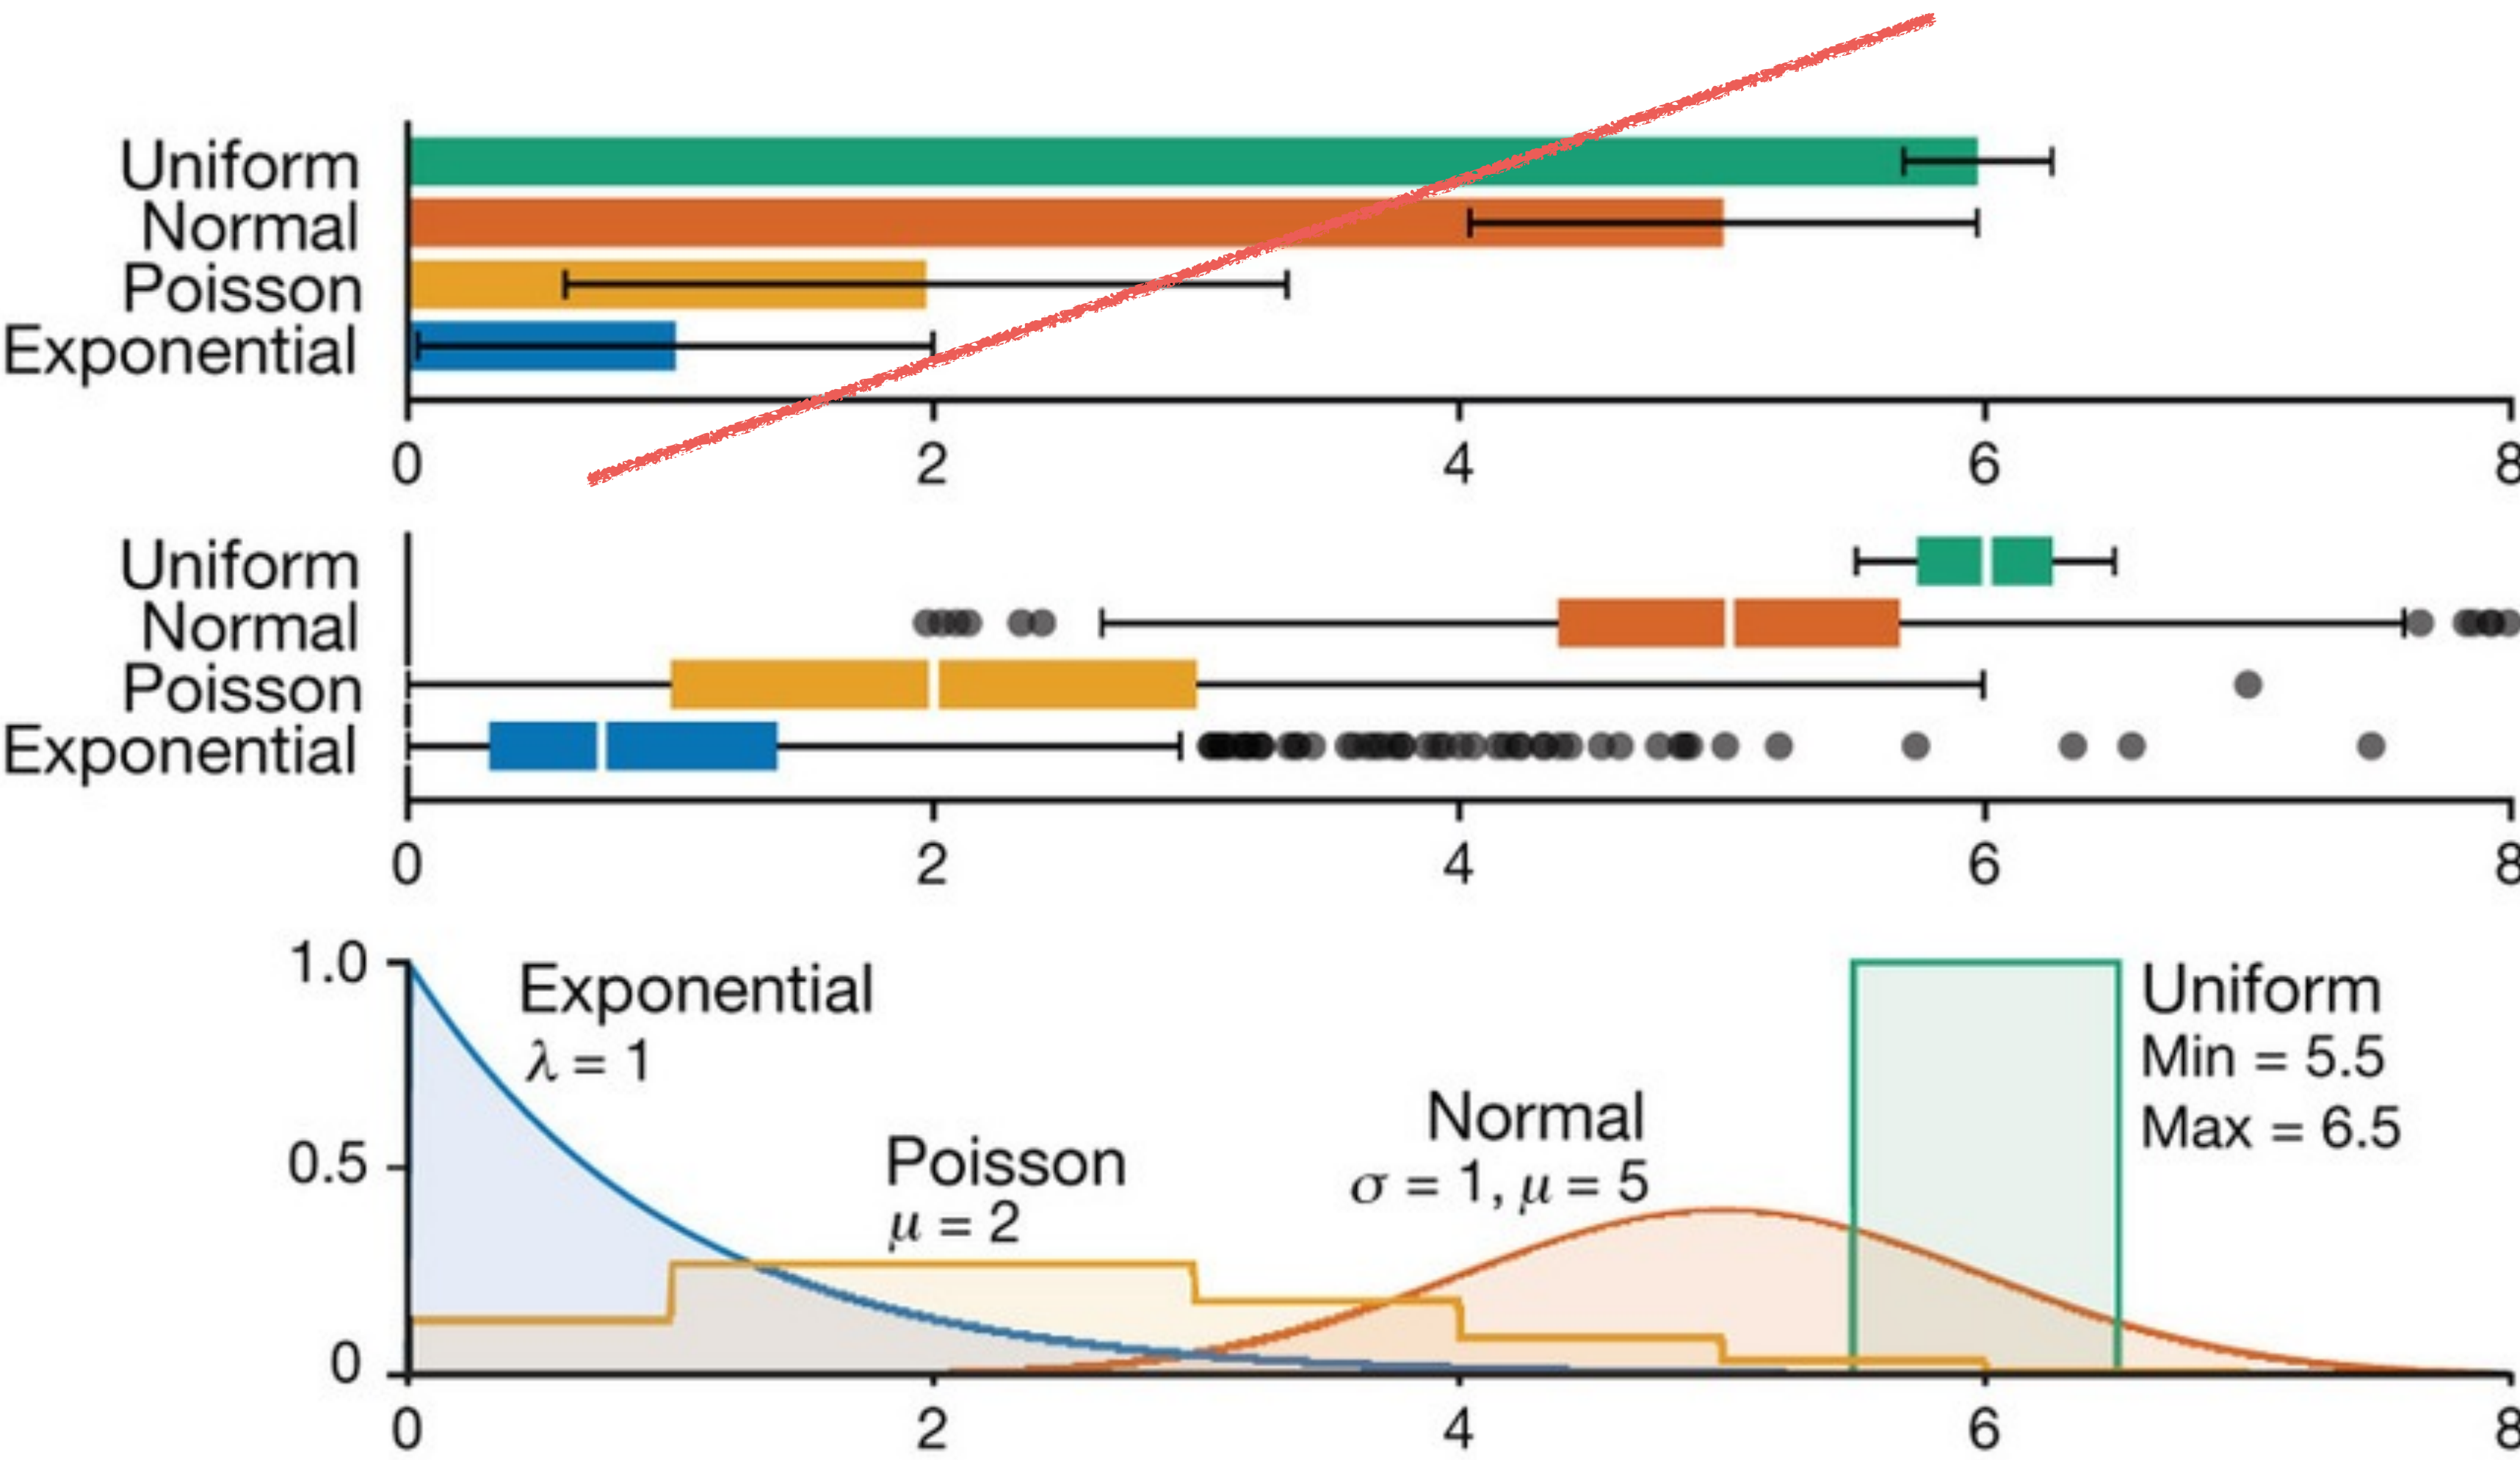 Uniform
Normal
Poisson
Exponential
0 2 4 6 8
Uniform
Normal
Poisson
Exponential
0 2 4 6 8
1.0
0.5
0
Exponential
λ = 1
Poisson
μ = 2
Normal
σ = 1, μ = 5
Uniform
Min = 5.5
Max = 6.5
0 2 4 6 8